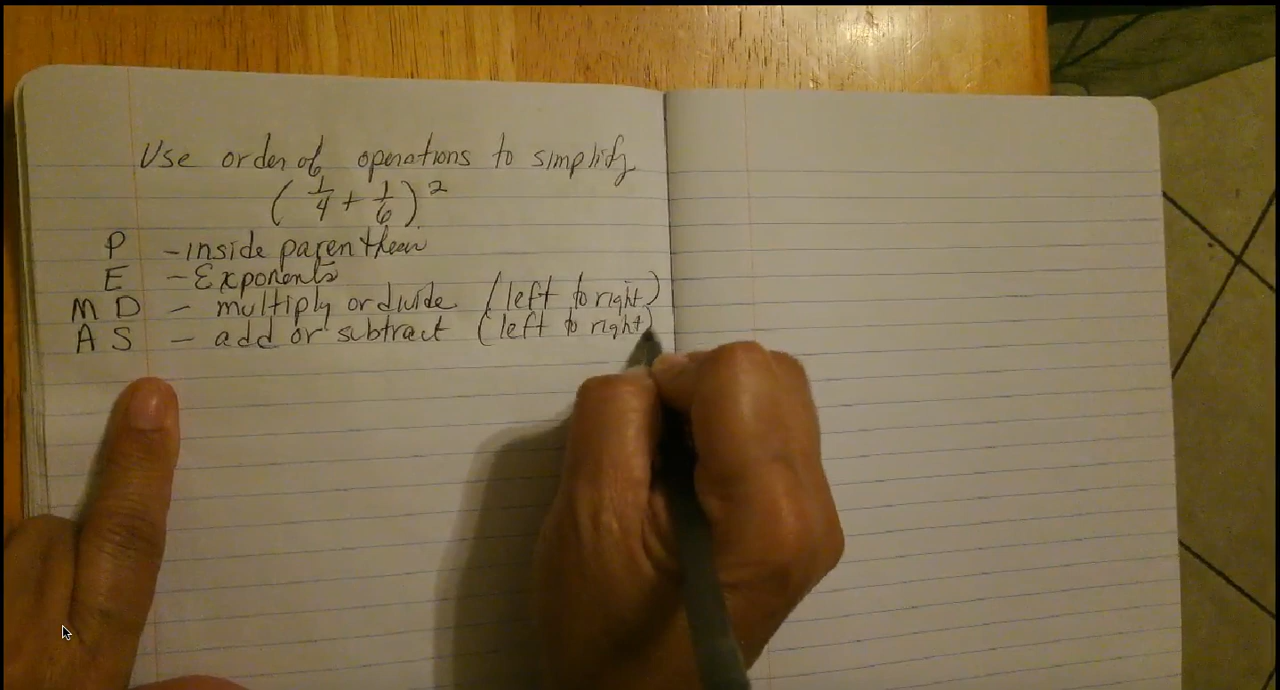 Use order of operations to simplify
( 1/4 + 1/6 )²
P - inside parenthesis
E - Exponents
M D - multiply or divide (left to right)
A S - add or subtract (left to right)